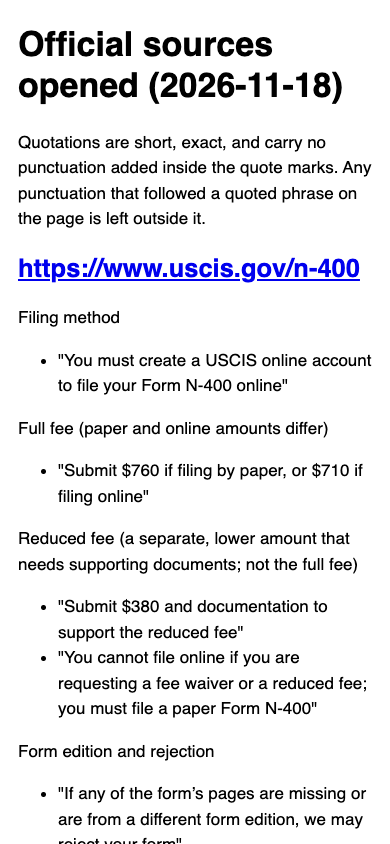 Official sources
opened (2026-11-18)
Quotations are short, exact, and carry no
punctuation added inside the quote marks. Any
punctuation that followed a quoted phrase on
the page is left outside it.
https://www.uscis.gov/n-400
Filing method
• "You must create a USCIS online account
to file your Form N-400 online"
Full fee (paper and online amounts differ)
• "Submit $760 if filing by paper, or $710 if
filing online"
Reduced fee (a separate, lower amount that
needs supporting documents; not the full fee)
• "Submit $380 and documentation to
support the reduced fee"
• "You cannot file online if you are
requesting a fee waiver or a reduced fee;
you must file a paper Form N-400"
Form edition and rejection
• "If any of the form’s pages are missing or
are from a different form edition, we may
reject your form"